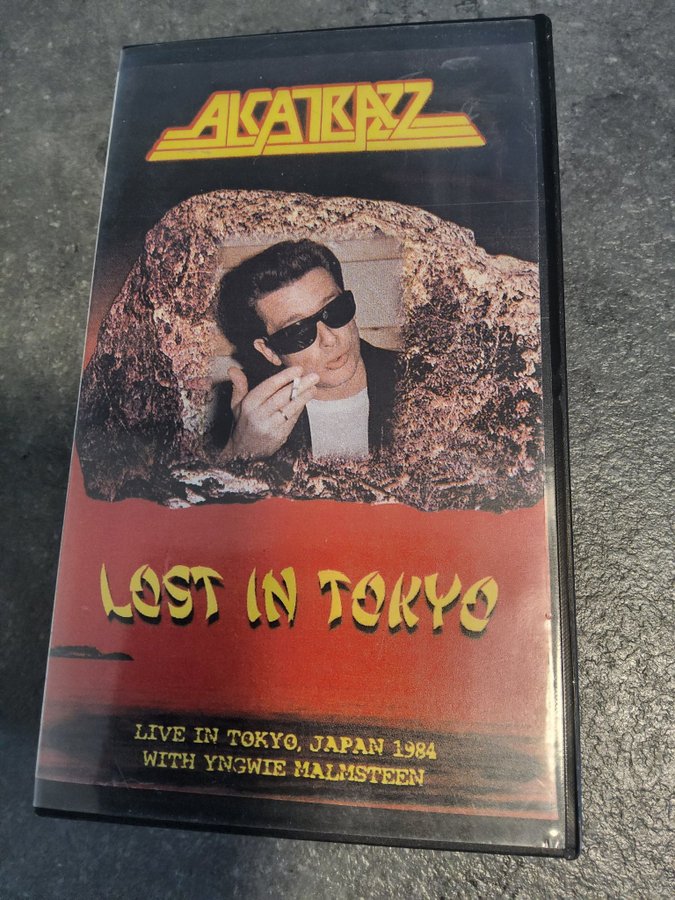 ALCATRAZZ
LOST IN TOKYO
LIVE IN TOKYO, JAPAN 1984
WITH YNGWIE MALMSTEEN